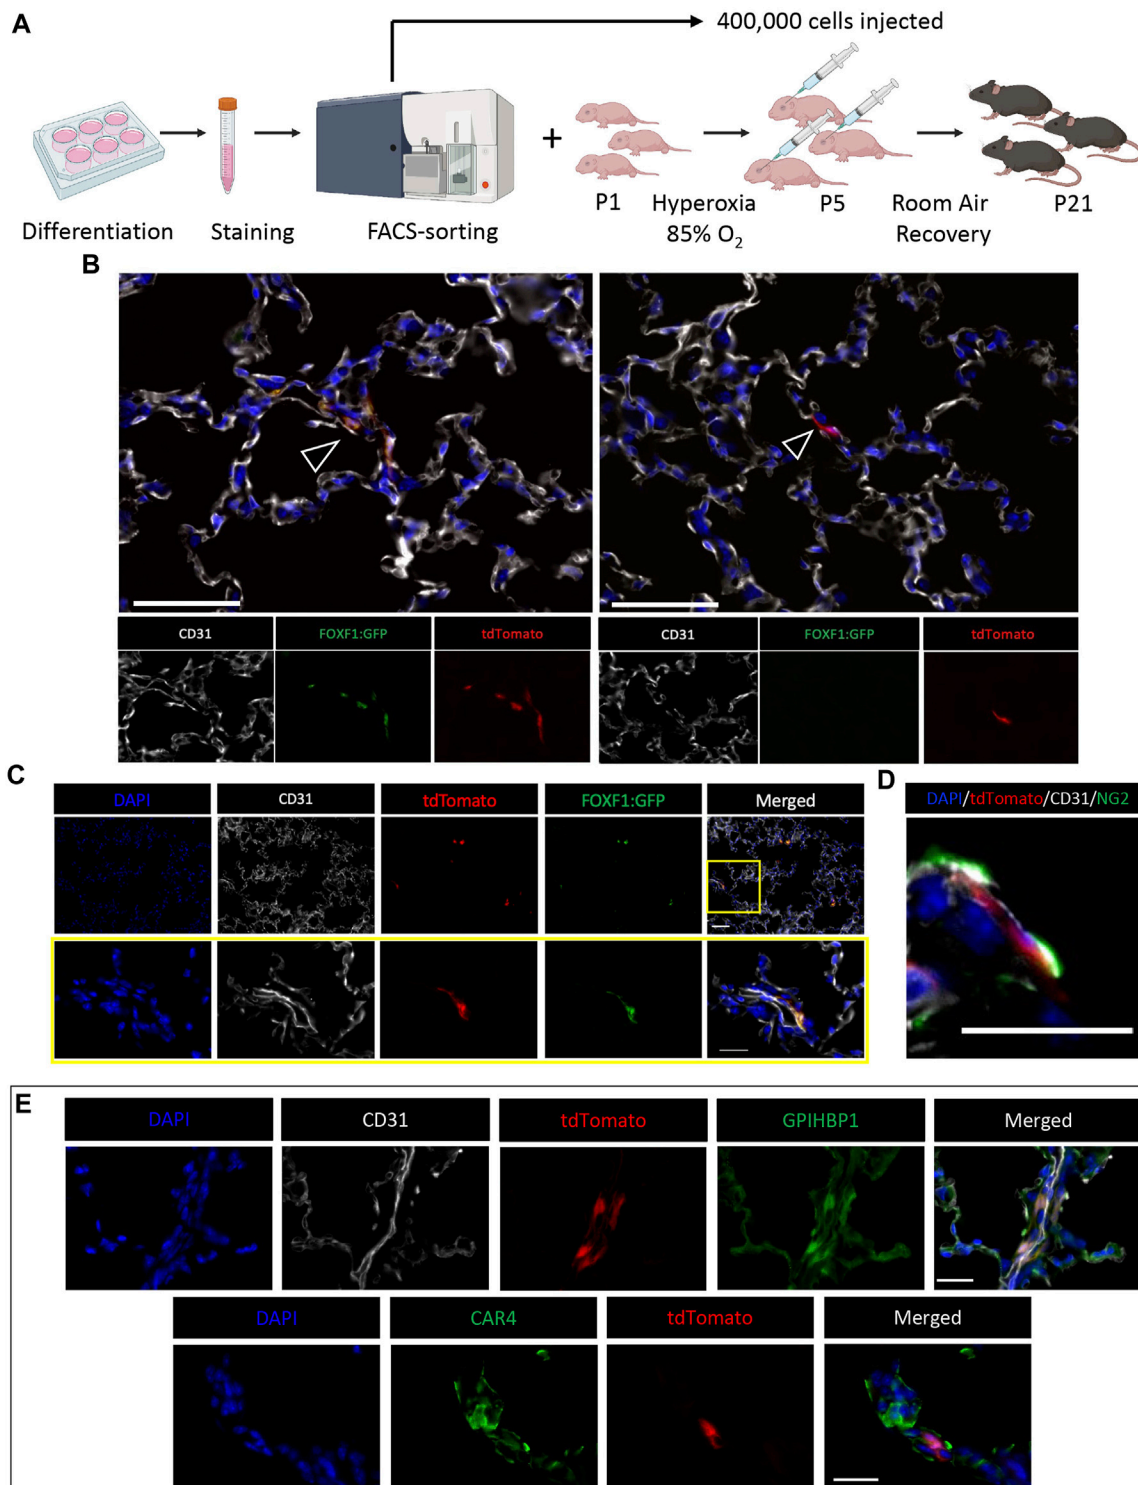 A
400,000 cells injected
+
Differentiation
Staining
FACS-sorting
P1
Hyperoxia
85% O₂
P5
Room Air
Recovery
P21
B
CD31
FOXF1:GFP
tdTomato
CD31
FOXF1:GFP
tdTomato
C
DAPI
CD31
tdTomato
FOXF1:GFP
Merged
D
DAPI/tdTomato/CD31/NG2
E
DAPI
CD31
tdTomato
GPIHBP1
Merged
DAPI
CAR4
tdTomato
Merged